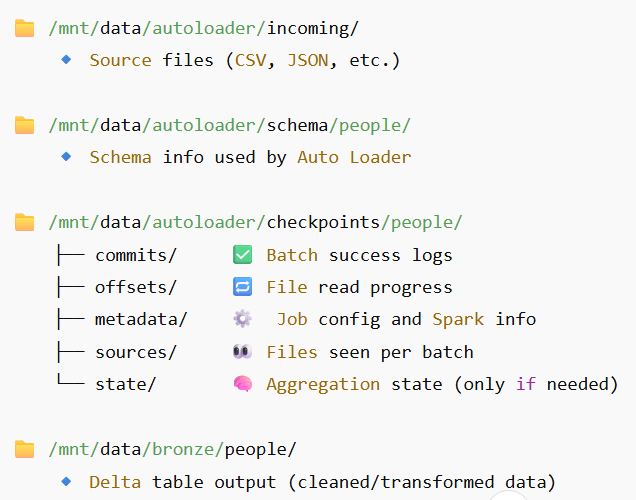 /mnt/data/autoloader/incoming/
Source files (CSV, JSON, etc.)
/mnt/data/autoloader/schema/people/
Schema info used by Auto Loader
/mnt/data/autoloader/checkpoints/people/
├── commits/ ✅ Batch success logs
├── offsets/ 🔁 File read progress
├── metadata/ ⚙️ Job config and Spark info
├── sources/ 👀 Files seen per batch
└── state/ 🧠 Aggregation state (only if needed)
/mnt/data/bronze/people/
Delta table output (cleaned/transformed data)